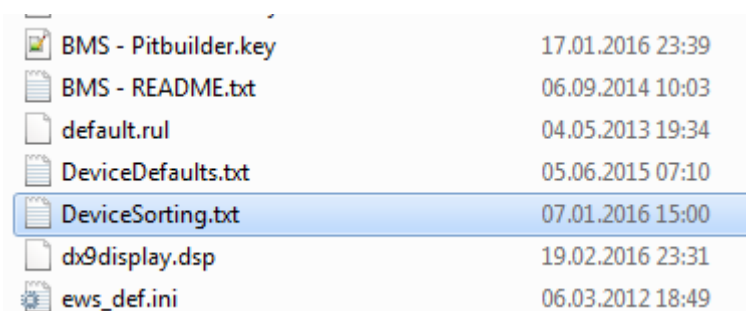 BMS - Pitbuilder.key 17.01.2016 23:39
BMS - README.txt 06.09.2014 10:03
default.rul 04.05.2013 19:34
DeviceDefaults.txt 05.06.2015 07:10
DeviceSorting.txt 07.01.2016 15:00
dx9display.dsp 19.02.2016 23:31
ews_def.ini 06.03.2012 18:49